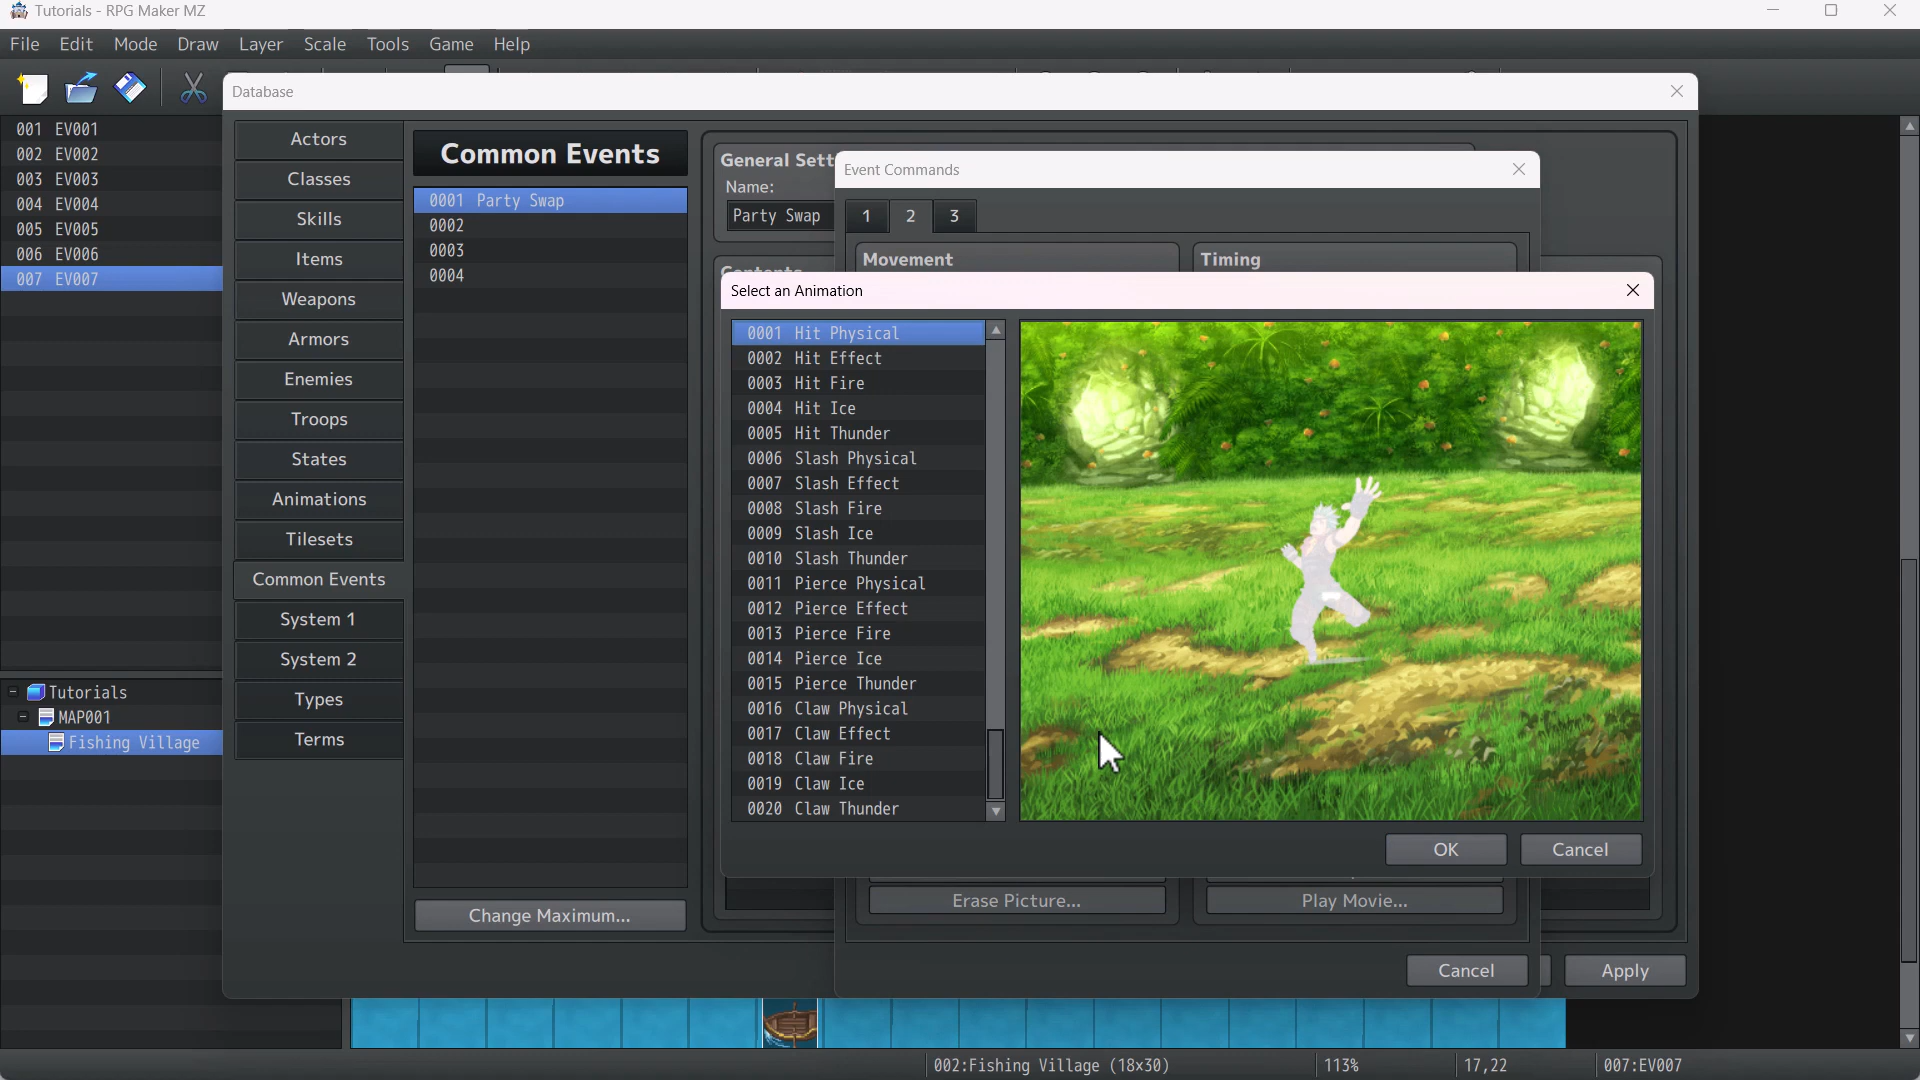 Tutorials - RPG Maker MZ
File Edit Mode Draw Layer Scale Tools Game Help
Database
001 EV001
002 EV002
003 EV003
004 EV004
005 EV005
006 EV006
007 EV007
Tutorials
MAP001
Fishing Village
Actors
Classes
Skills
Items
Weapons
Armors
Enemies
Troops
States
Animations
Tilesets
Common Events
System 1
System 2
Types
Terms
Common Events
0001 Party Swap
0002
0003
0004
Change Maximum...
General Sett
Name:
Party Swap
Contents
Event Commands
1 2 3
Movement
Timing
Select an Animation
0001 Hit Physical
0002 Hit Effect
0003 Hit Fire
0004 Hit Ice
0005 Hit Thunder
0006 Slash Physical
0007 Slash Effect
0008 Slash Fire
0009 Slash Ice
0010 Slash Thunder
0011 Pierce Physical
0012 Pierce Effect
0013 Pierce Fire
0014 Pierce Ice
0015 Pierce Thunder
0016 Claw Physical
0017 Claw Effect
0018 Claw Fire
0019 Claw Ice
0020 Claw Thunder
OK Cancel
Erase Picture...
Play Movie...
Cancel
Apply
002:Fishing Village (18x30)
113%
17,22
007:EV007